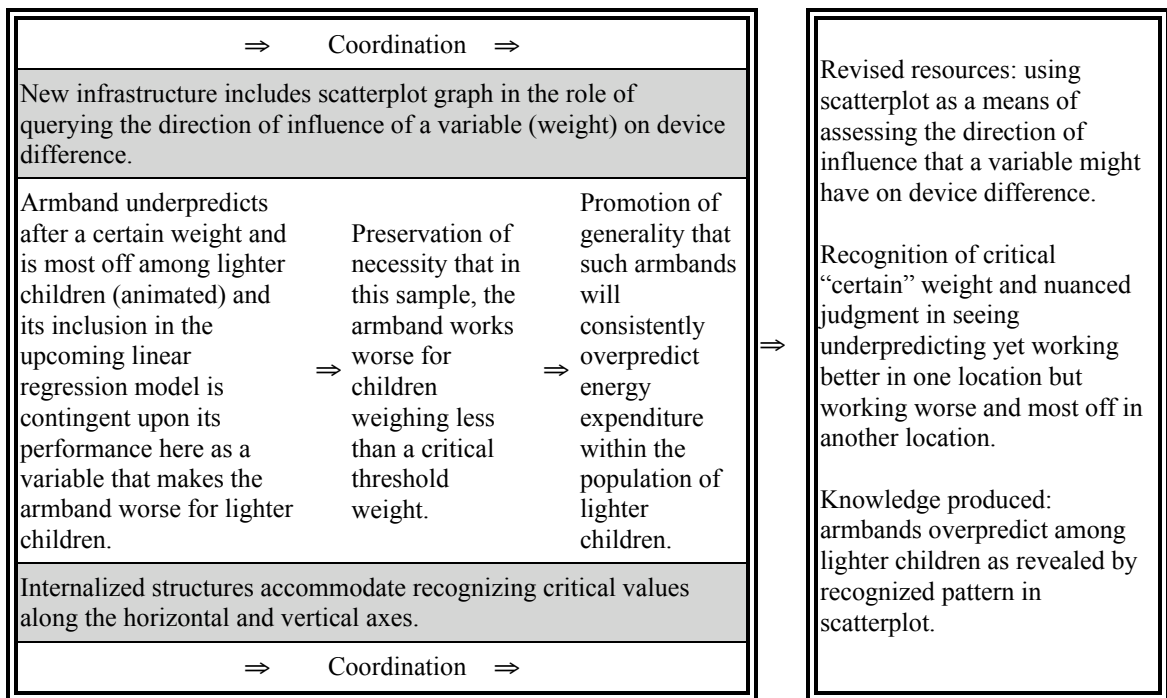 ⇒ Coordination ⇒
New infrastructure includes scatterplot graph in the role of
querying the direction of influence of a variable (weight) on device
difference.
Armband underpredicts
after a certain weight and
is most off among lighter
children (animated) and
its inclusion in the
upcoming linear
regression model is
contingent upon its
performance here as a
variable that makes the
armband worse for lighter
children.
⇒
Preservation of
necessity that in
this sample, the
armband works
worse for
children
weighing less
than a critical
threshold
weight.
⇒
Promotion of
generality that
such armbands
will
consistently
overpredict
energy
expenditure
within the
population of
lighter
children.
Internalized structures accommodate recognizing critical values
along the horizontal and vertical axes.
⇒ Coordination ⇒
⇒
Revised resources: using
scatterplot as a means of
assessing the direction of
influence that a variable might
have on device difference.
Recognition of critical
“certain” weight and nuanced
judgment in seeing
underpredicting yet working
better in one location but
working worse and most off in
another location.
Knowledge produced:
armbands overpredict among
lighter children as revealed by
recognized pattern in
scatterplot.